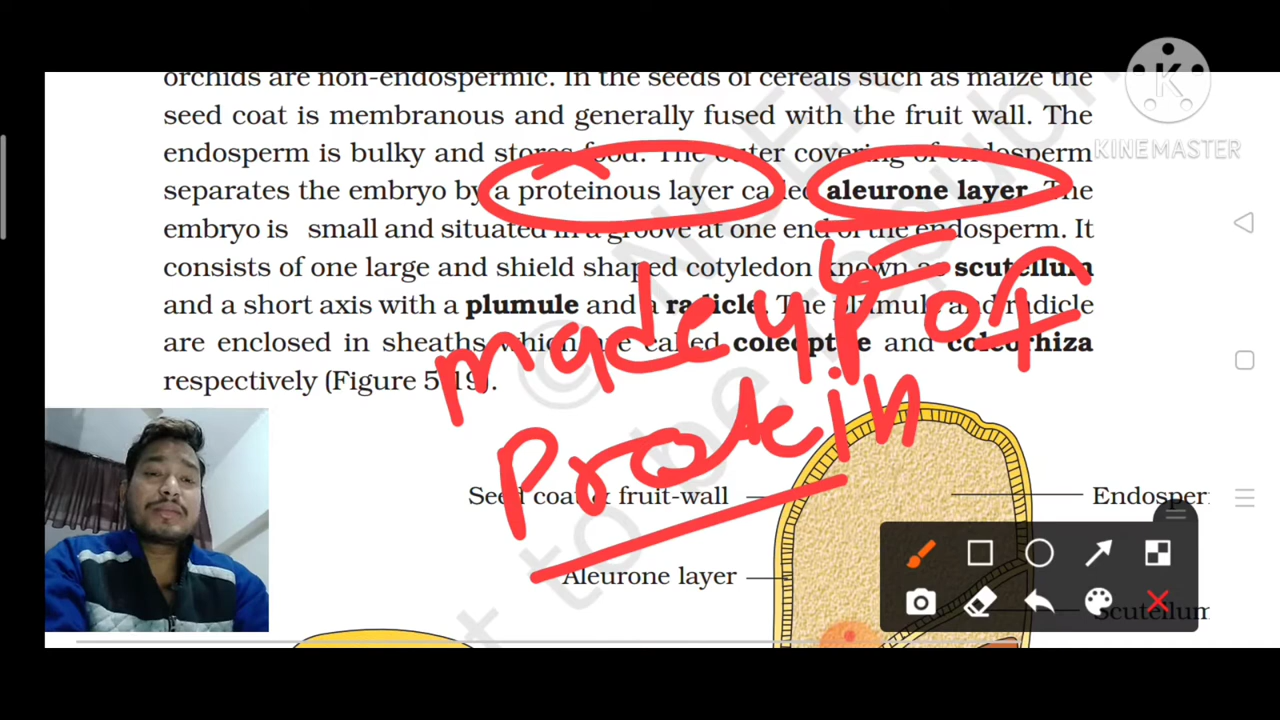 orchids are non-endospermic. In the seeds of cereals such as maize the
seed coat is membranous and generally fused with the fruit wall. The
endosperm is bulky and stores food. The outer covering of endosperm
separates the embryo by a proteinous layer called aleurone layer. The
embryo is small and situated in a groove at one end of the endosperm. It
consists of one large and shield shaped cotyledon known as scutellum
and a short axis with a plumule and a radicle. The plumule and radicle
are enclosed in sheaths which are called coleoptile and coleorhiza
respectively (Figure 5.19).
made up of
protein
Seed coat & fruit-wall
Endosper
Aleurone layer
Scutellum
K
KINEMASTER